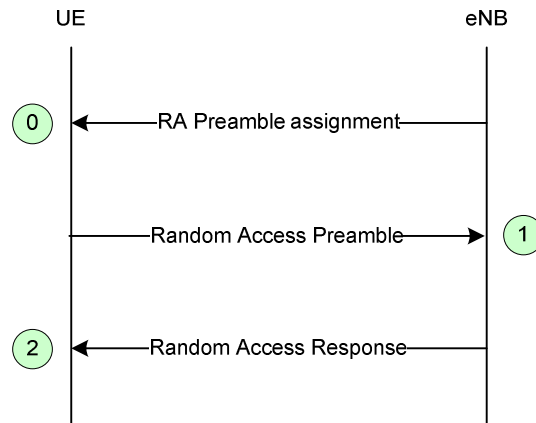 UE eNB
0 RA Preamble assignment
Random Access Preamble 1
2 Random Access Response